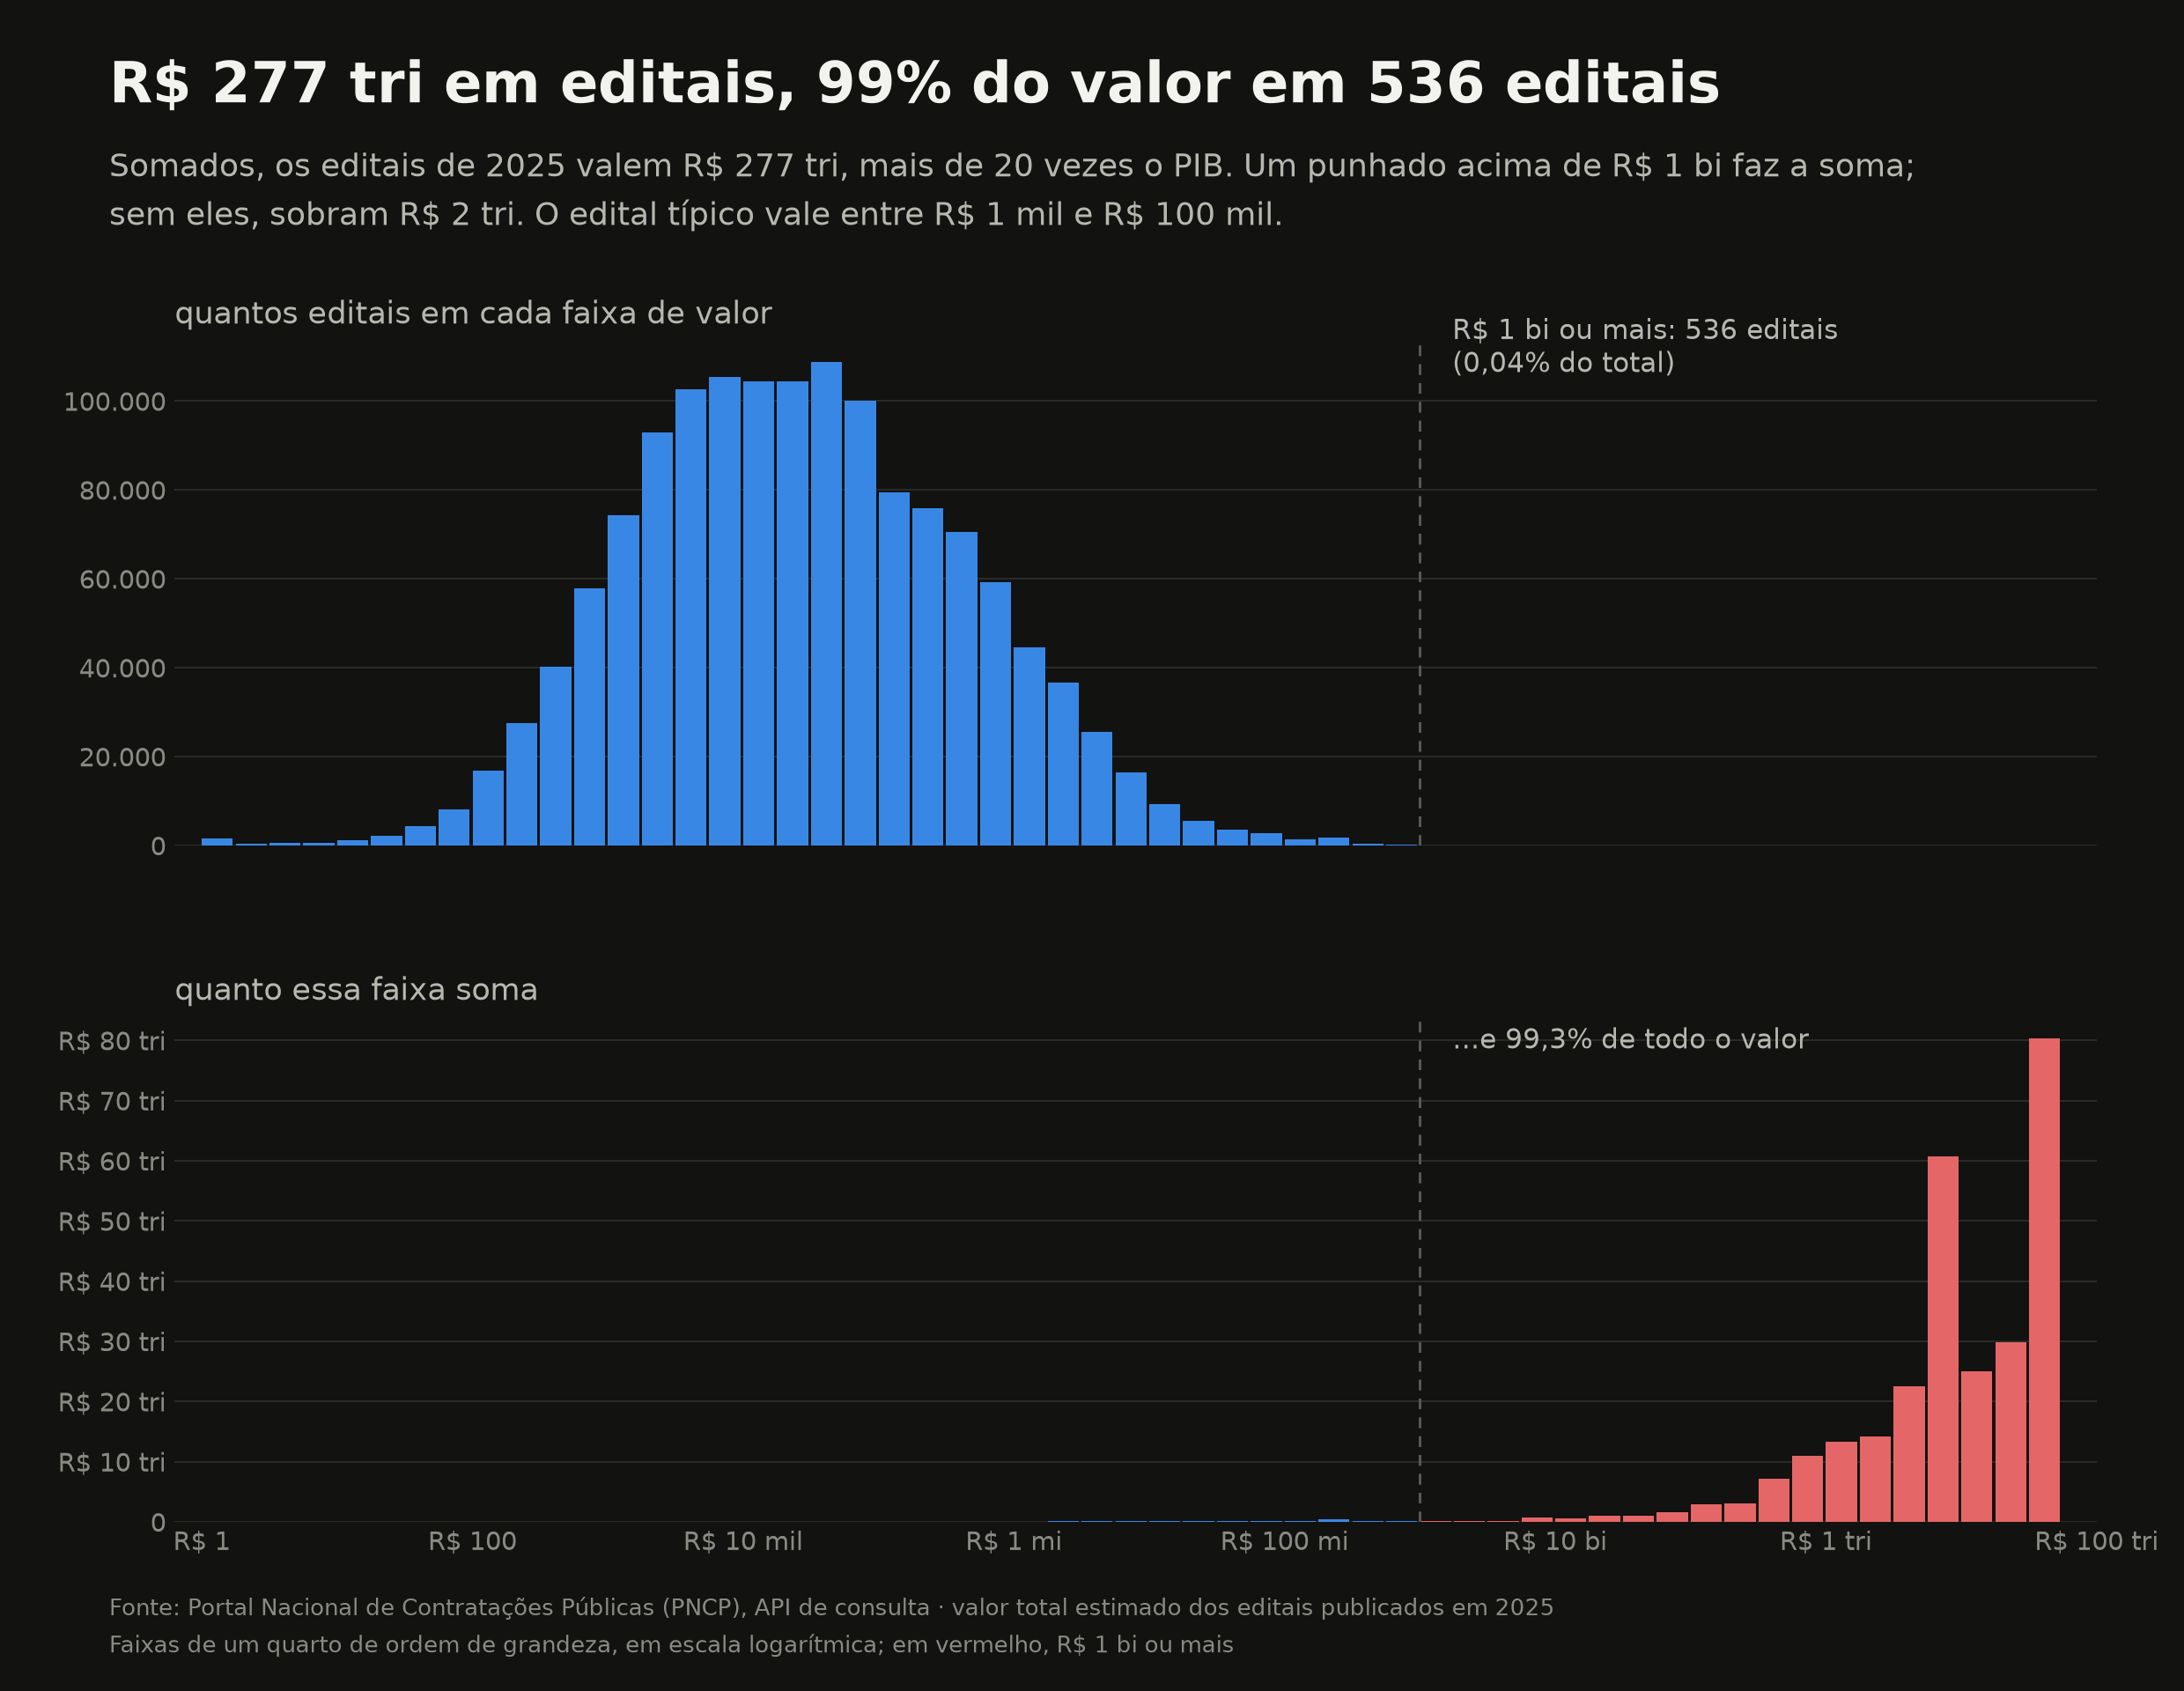 R$ 277 tri em editais, 99% do valor em 536 editais
Somados, os editais de 2025 valem R$ 277 tri, mais de 20 vezes o PIB. Um punhado acima de R$ 1 bi faz a soma;
sem eles, sobram R$ 2 tri. O edital típico vale entre R$ 1 mil e R$ 100 mil.
quantos editais em cada faixa de valor
R$ 1 bi ou mais: 536 editais
(0,04% do total)
100.000
80.000
60.000
40.000
20.000
0
quanto essa faixa soma
...e 99,3% de todo o valor
R$ 80 tri
R$ 70 tri
R$ 60 tri
R$ 50 tri
R$ 40 tri
R$ 30 tri
R$ 20 tri
R$ 10 tri
0
R$ 1 R$ 100 R$ 10 mil R$ 1 mi R$ 100 mi R$ 10 bi R$ 1 tri R$ 100 tri
Fonte: Portal Nacional de Contratações Públicas (PNCP), API de consulta · valor total estimado dos editais publicados em 2025
Faixas de um quarto de ordem de grandeza, em escala logarítmica; em vermelho, R$ 1 bi ou mais